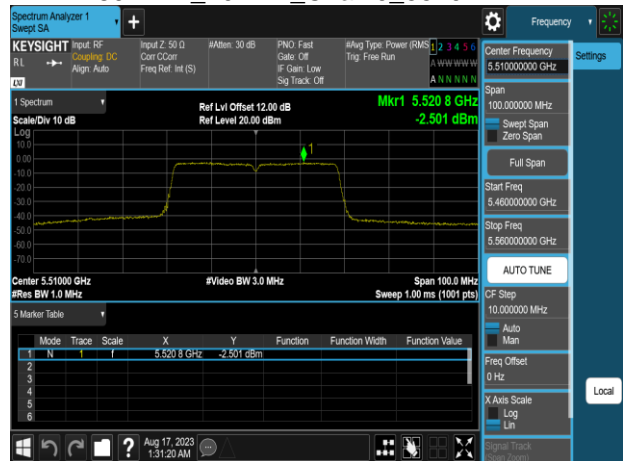 Spectrum Analyzer 1
Swept SA
+
Frequency
KEYSIGHT
RL
LXI
Input: RF
Coupling: DC
Align: Auto
Input Z: 50 Ω
Corr CCorr
Freq Ref: Int (S)
#Atten: 30 dB
PNO: Fast
Gate: Off
IF Gain: Low
Sig Track: Off
#Avg Type: Power (RMS
Trig: Free Run
1 2 3 4 5 6
A W W W W W
A N N N N N
1 Spectrum
Scale/Div 10 dB
Log
Ref Lvl Offset 12.00 dB
Ref Level 20.00 dBm
Mkr1 5.520 8 GHz
-2.501 dBm
1
10.0
0.00
-10.0
-20.0
-30.0
-40.0
-50.0
-60.0
-70.0
Center 5.51000 GHz
#Res BW 1.0 MHz
#Video BW 3.0 MHz
Span 100.0 MHz
Sweep 1.00 ms (1001 pts)
5 Marker Table
Mode Trace Scale X Y Function Function Width Function Value
1 N 1 f 5.520 8 GHz -2.501 dBm
2
3
4
5
6
Center Frequency
5.510000000 GHz
Settings
Span
100.000000 MHz
Swept Span
Zero Span
Full Span
Start Freq
5.460000000 GHz
Stop Freq
5.560000000 GHz
AUTO TUNE
CF Step
10.000000 MHz
Auto
Man
Freq Offset
0 Hz
X Axis Scale
Log
Lin
Local
Signal Track
(Span Zoom)
?
Aug 17, 2023
1:31:20 AM